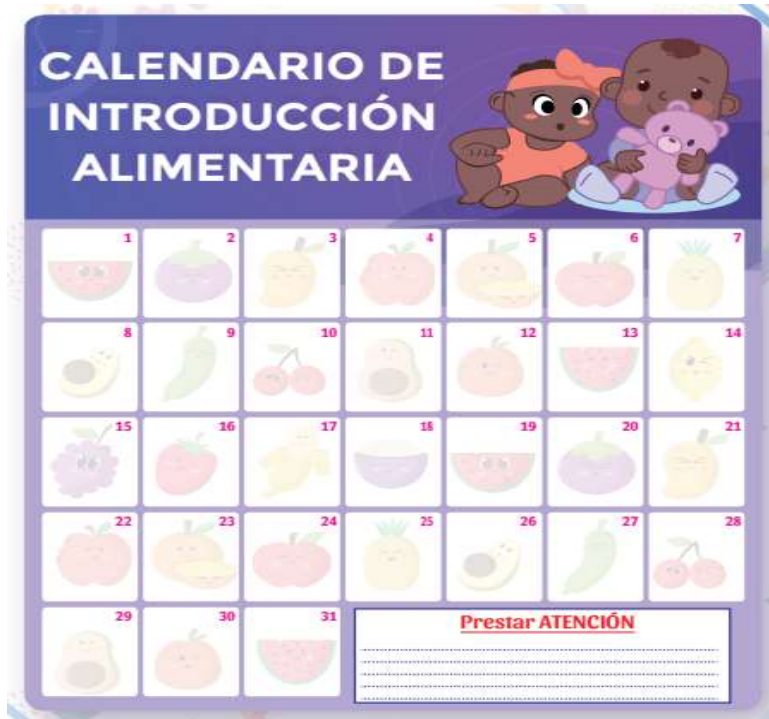 CALENDARIO DE
INTRODUCCIÓN
ALIMENTARIA
1 2 3 4 5 6 7
8 9 10 11 12 13 14
15 16 17 18 19 20 21
22 23 24 25 26 27 28
29 30 31
Prestar ATENCIÓN